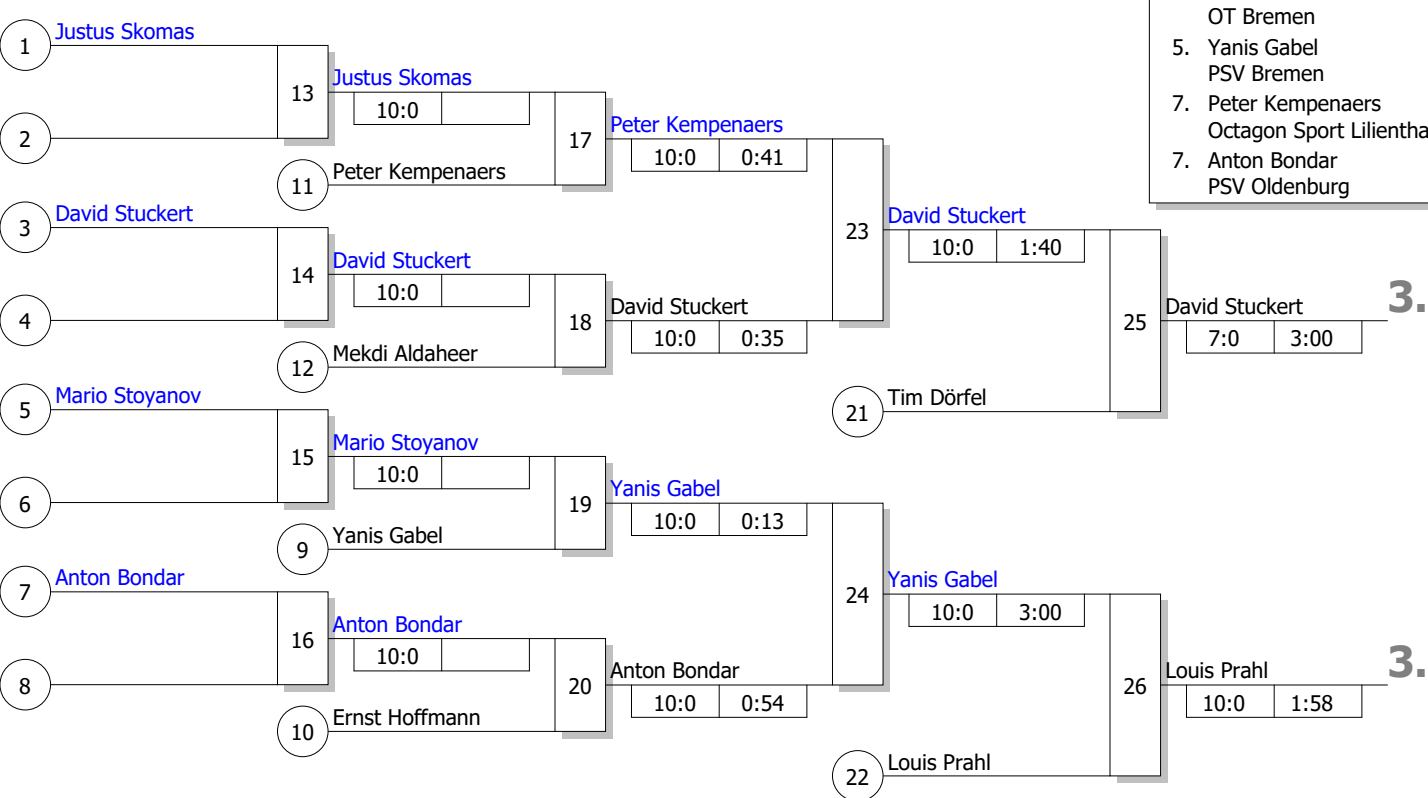 OT Bremen
5. Yanis Gabel
PSV Bremen
7. Peter Kempenaers
Octagon Sport Lilientha
7. Anton Bondar
PSV Oldenburg
1
Justus Skomas
2
13
Justus Skomas
10:0
11
Peter Kempenaers
17
Peter Kempenaers
10:0 0:41
3
David Stuckert
4
14
David Stuckert
10:0
12
Mekdi Aldaheer
18
David Stuckert
10:0 0:35
23
David Stuckert
10:0 1:40
21
Tim Dörfel
25
David Stuckert
7:0 3:00
3.
5
Mario Stoyanov
6
15
Mario Stoyanov
10:0
9
Yanis Gabel
19
Yanis Gabel
10:0 0:13
7
Anton Bondar
8
16
Anton Bondar
10:0
10
Ernst Hoffmann
20
Anton Bondar
10:0 0:54
24
Yanis Gabel
10:0 3:00
22
Louis Prahl
26
Louis Prahl
10:0 1:58
3.